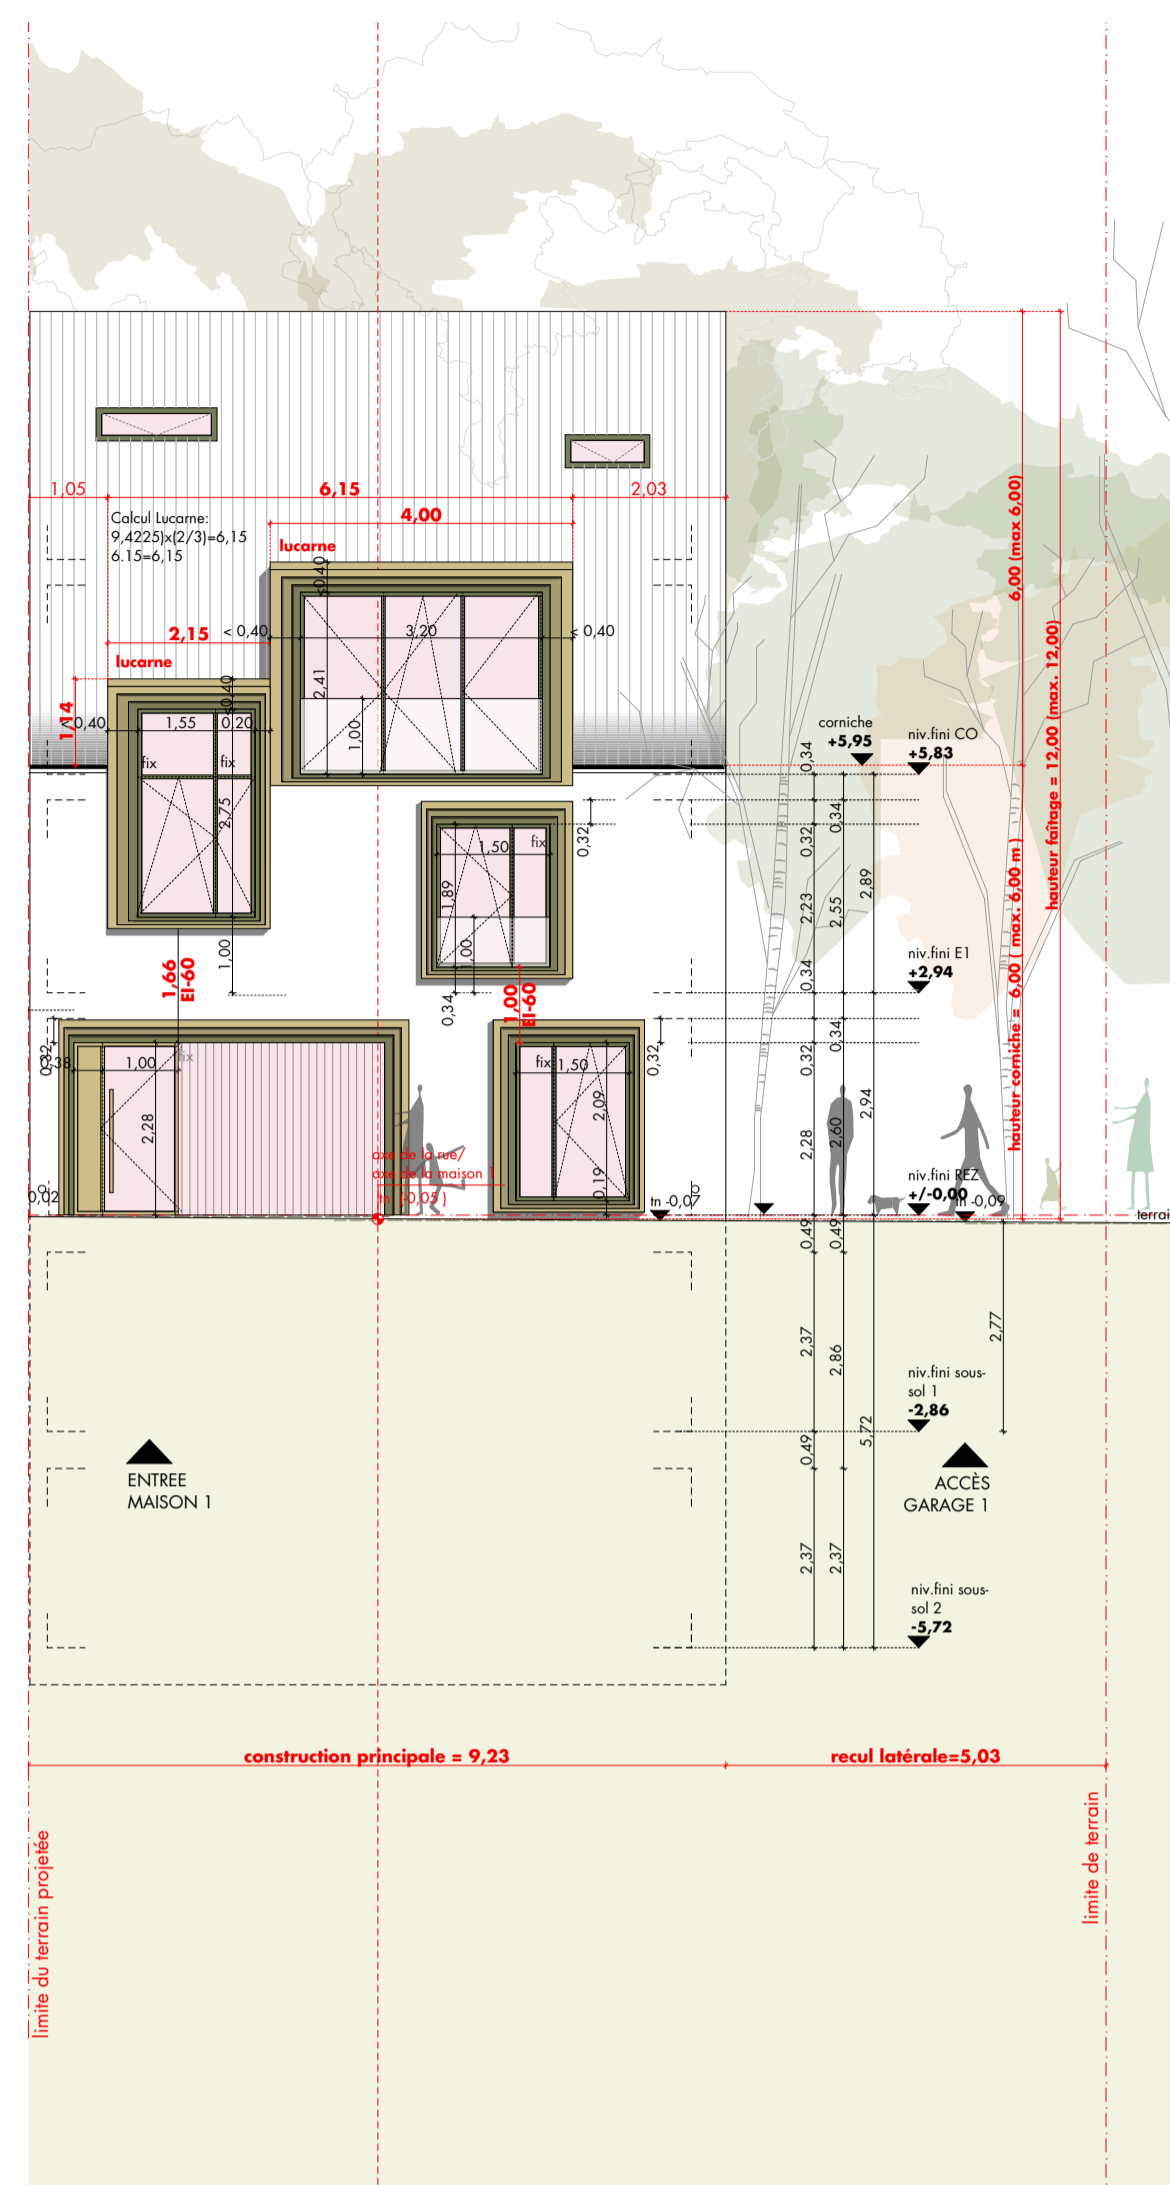 1,05
6,15
2,03
Calcul Lucarne:
9,4225)x(2/3)=6,15
6.15=6,15
4,00
lucarne
<0,40
2,15
< 0,40
3,20
< 0,40
lucarne
2,41
1,14
<0,40
<0,40
1,55
0,20
1,00
fix
fix
2,75
corniche
+5,95
niv.fini CO
+5,83
0,34
6,00 (max 6,00)
hauteur faîtage = 12,00 (max. 12,00)
0,32
0,34
0,32
1,50
fix
1,89
2,89
2,23
2,55
1,00
1,00
1,66
EI-60
0,34
1,00
EI-60
niv.fini E1
+2,94
0,34
hauteur corniche = 6,00 ( max. 6,00 m )
0,32
0,38
1,00
fix
2,28
fix
1,50
2,09
0,32
0,34
0,32
2,94
2,60
2,28
axe de la rue/
axe de la maison 1
tn (-0,05 )
0,19
0,02
tn -0,07
niv.fini REZ
+/-0,00
tn -0,09
terrai
0,49
0,49
2,37
2,86
2,77
niv.fini sous-
sol 1
-2,86
5,72
0,49
ENTREE
MAISON 1
ACCÈS
GARAGE 1
2,37
2,37
niv.fini sous-
sol 2
-5,72
construction principale = 9,23
recul latérale=5,03
limite du terrain projetée
limite de terrain